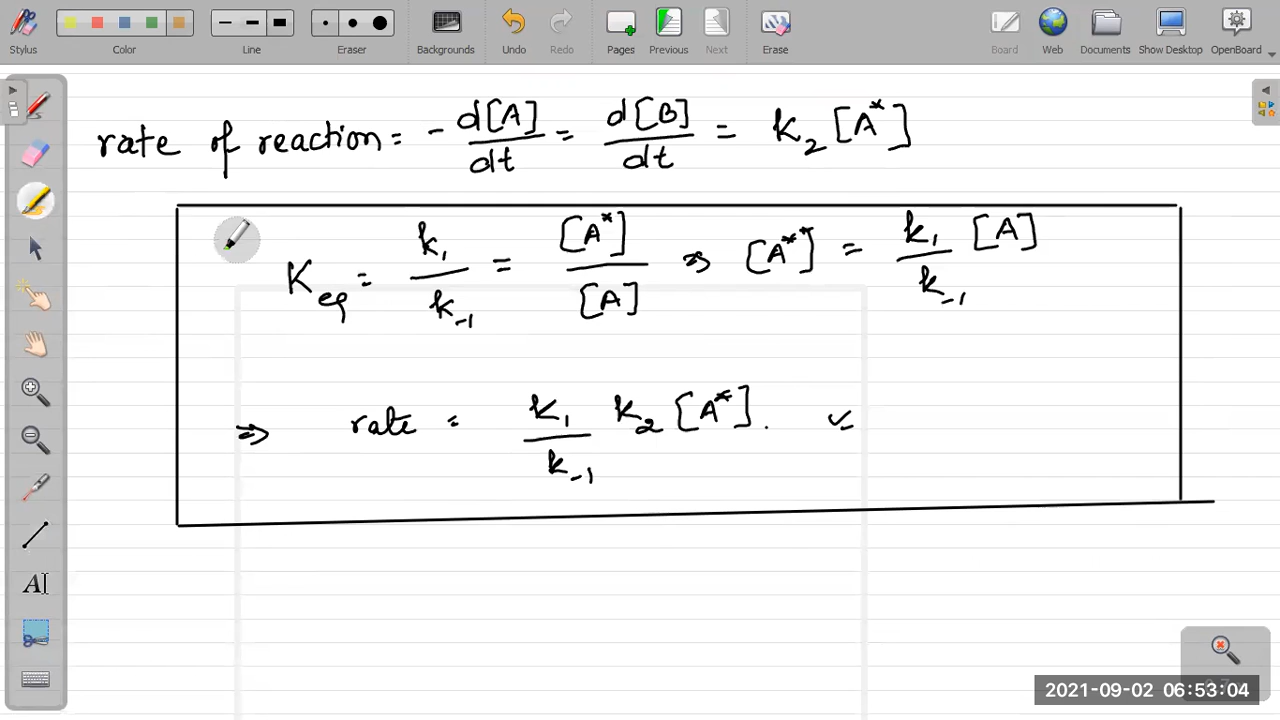 Stylus Color Line Eraser Backgrounds Undo Redo Pages Previous Next Erase Board Web Documents Show Desktop OpenBoard
rate of reaction = - d[A]/dt = d[B]/dt = k₂ [A*]
Keq = k₁/k₋₁ = [A*]/[A] ⇒ [A**] = k₁/k₋₁ [A]
⇒ rate = k₁/k₋₁ k₂ [A*]. ✓
AI
2021-09-02 06:53:04